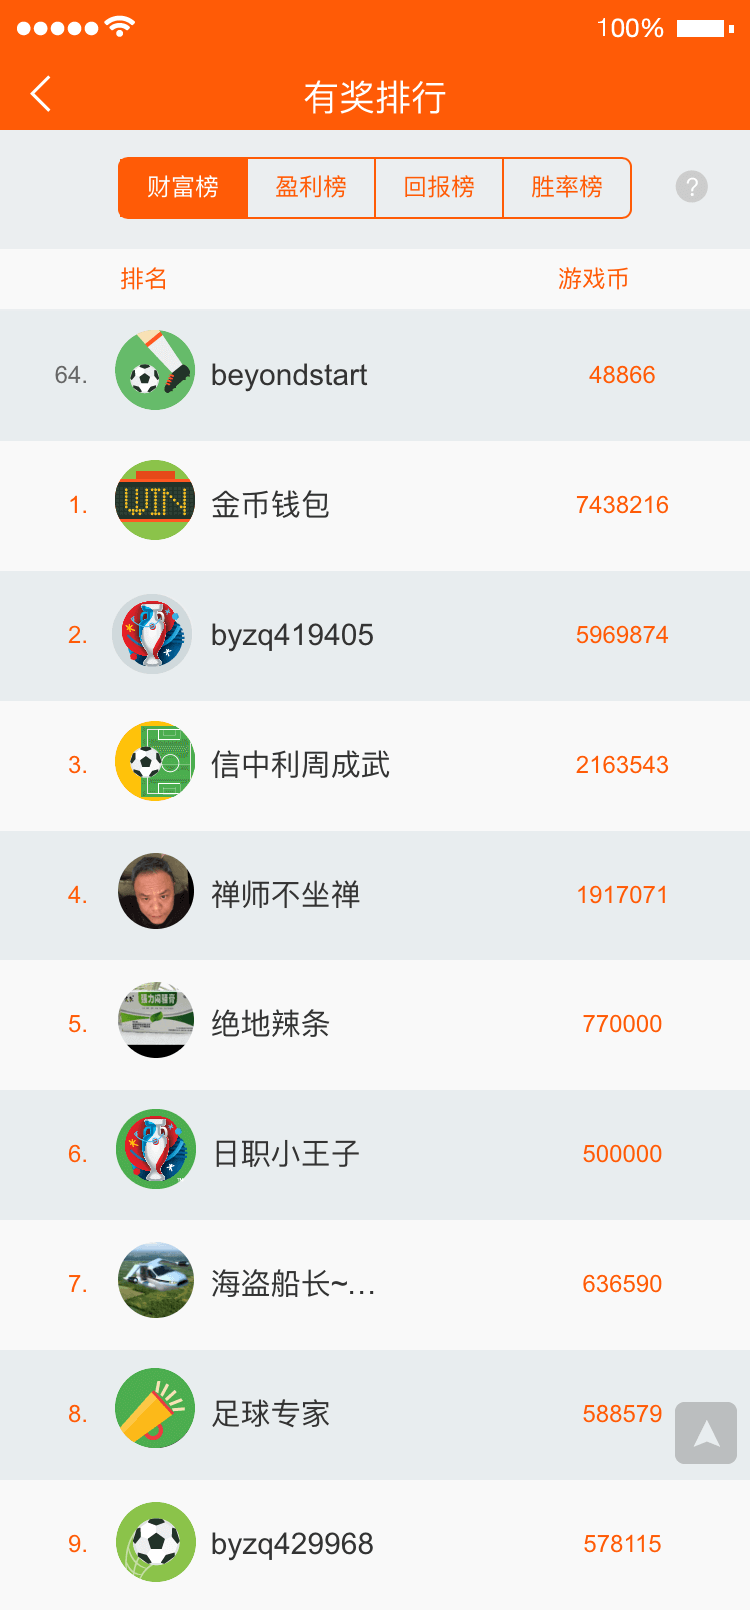 100%
有奖排行
财富榜 盈利榜 回报榜 胜率榜 ?
排名 游戏币
64. beyondstart 48866
WIN
1. 金币钱包 7438216
2. byzq419405 5969874
3. 信中利周成武 2163543
4. 禅师不坐禅 1917071
5. 绝地辣条 770000
6. 日职小王子 500000
7. 海盗船长~... 636590
8. 足球专家 588579
9. byzq429968 578115